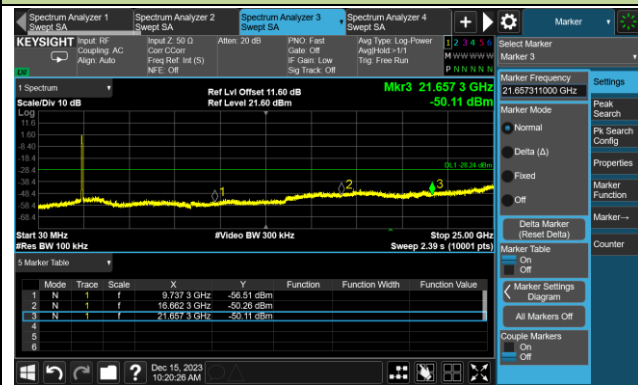 Spectrum Analyzer 1
Swept SA
Spectrum Analyzer 2
Swept SA
Spectrum Analyzer 3
Swept SA
Spectrum Analyzer 4
Swept SA
Marker
KEYSIGHT
Input: RF
Coupling: AC
Align: Auto
Input Z: 50 Ω
Corr CCorr
Freq Ref: Int (S)
NFE: Off
Atten: 20 dB
PNO: Fast
Gate: Off
IF Gain: Low
Sig Track: Off
Avg Type: Log-Power
Avg|Hold:>1/1
Trig: Free Run
1 2 3 4 5 6
M W W W W W
P N N N N N
Select Marker
Marker 3
1 Spectrum
Scale/Div 10 dB
Ref Lvl Offset 11.60 dB
Ref Level 21.60 dBm
Mkr3 21.657 3 GHz
-50.11 dBm
Log
11.6
1.60
-8.40
-18.4
-28.4
-38.4
-48.4
-58.4
-68.4
DL1 -28.24 dBm
1
2
3
Start 30 MHz
#Res BW 100 kHz
#Video BW 300 kHz
Stop 25.00 GHz
Sweep 2.39 s (10001 pts)
5 Marker Table
Mode Trace Scale X Y Function Function Width Function Value
1 N 1 f 9.737 3 GHz -56.51 dBm
2 N 1 f 16.662 3 GHz -50.26 dBm
3 N 1 f 21.657 3 GHz -50.11 dBm
4
5
6
Marker Frequency
21.657311000 GHz
Marker Mode
Normal
Delta (Δ)
Fixed
Off
Delta Marker
(Reset Delta)
Marker Table
On
Off
Marker Settings
Diagram
All Markers Off
Couple Markers
On
Off
Settings
Peak
Search
Pk Search
Config
Properties
Marker
Function
Marker→
Counter
?
Dec 15, 2023
10:20:26 AM